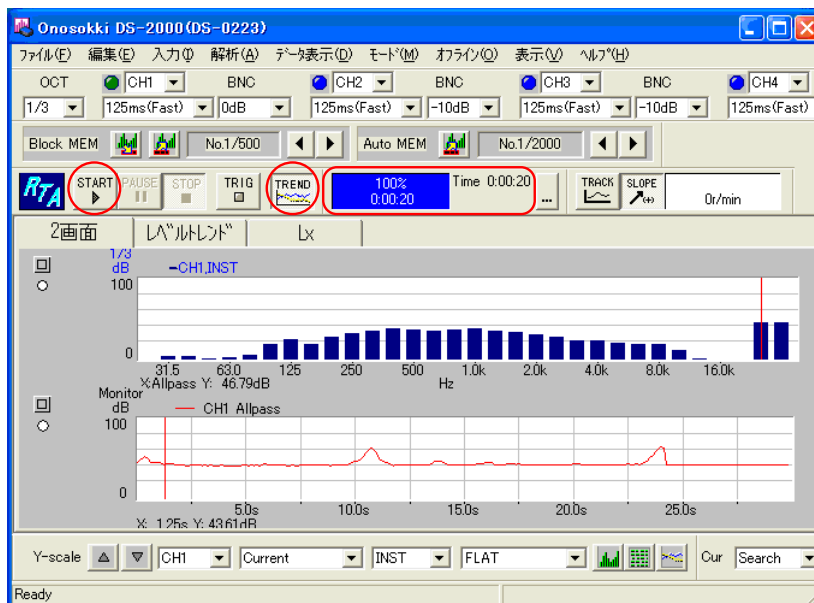 Onosokki DS-2000(DS-0223)
ファイル(F) 編集(E) 入力(I) 解析(A) データ表示(D) モード(M) オフライン(O) 表示(V) ヘルプ(H)
OCT CH1 BNC CH2 BNC CH3 BNC CH4
1/3 125ms(Fast) 0dB 125ms(Fast) -10dB 125ms(Fast) -10dB 125ms(Fast)
Block MEM No.1/500 Auto MEM No.1/2000
RTA START PAUSE STOP TRIG TREND 100% Time 0:00:20 TRACK SLOPE
0:00:20 ... (+) 0r/min
2画面 レベルトレンド Lx
1/3
dB CH1,INST
100
0
31.5 63.0 125 250 500 1.0k 2.0k 4.0k 8.0k 16.0k
X:Allpass Y: 46.79dB Hz
Monitor
dB CH1 Allpass
100
0
5.0s 10.0s 15.0s 20.0s 25.0s
X: 1.25s Y: 43.61dB
Y-scale CH1 Current INST FLAT Cur Search
Ready